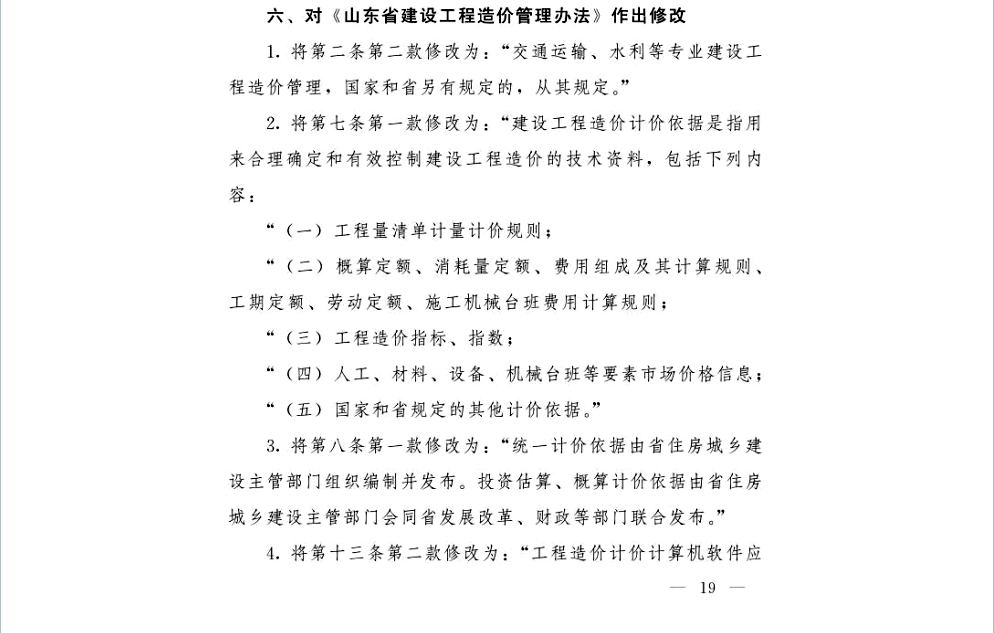 六、对《山东省建设工程造价管理办法》作出修改
1. 将第二条第二款修改为：“交通运输、水利等专业建设工
程造价管理，国家和省另有规定的，从其规定。”
2. 将第七条第一款修改为：“建设工程造价计价依据是指用
来合理确定和有效控制建设工程造价的技术资料，包括下列内
容：
“（一）工程量清单计量计价规则；
“（二）概算定额、消耗量定额、费用组成及其计算规则、
工期定额、劳动定额、施工机械台班费用计算规则；
“（三）工程造价指标、指数；
“（四）人工、材料、设备、机械台班等要素市场价格信息；
“（五）国家和省规定的其他计价依据。”
3. 将第八条第一款修改为：“统一计价依据由省住房城乡建
设主管部门组织编制并发布。投资估算、概算计价依据由省住房
城乡建设主管部门会同省发展改革、财政等部门联合发布。”
4. 将第十三条第二款修改为：“工程造价计价计算机软件应
— 19 —